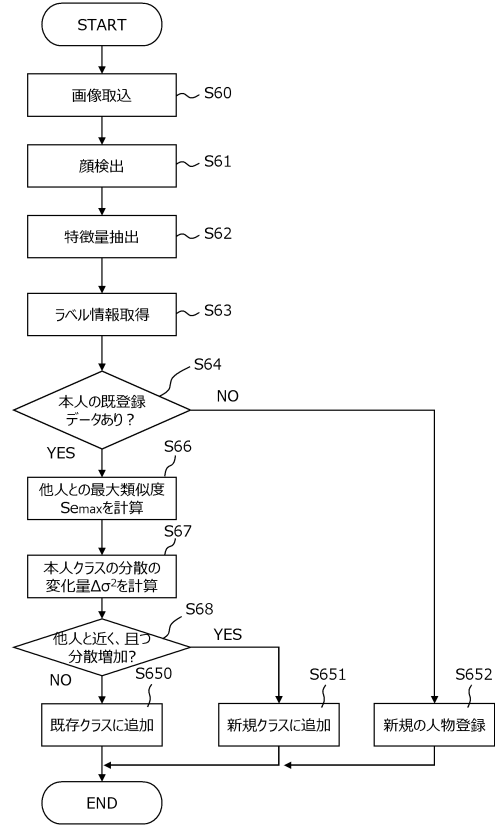 START
画像取込
S60
顔検出
S61
特徴量抽出
S62
ラベル情報取得
S63
S64
本人の既登録
データあり？
NO
YES
S66
他人との最大類似度
Semaxを計算
S67
本人クラスの分散の
変化量Δσ²を計算
S68
他人と近く、且つ
分散増加?
YES
NO
S650
既存クラスに追加
S651
新規クラスに追加
S652
新規の人物登録
END